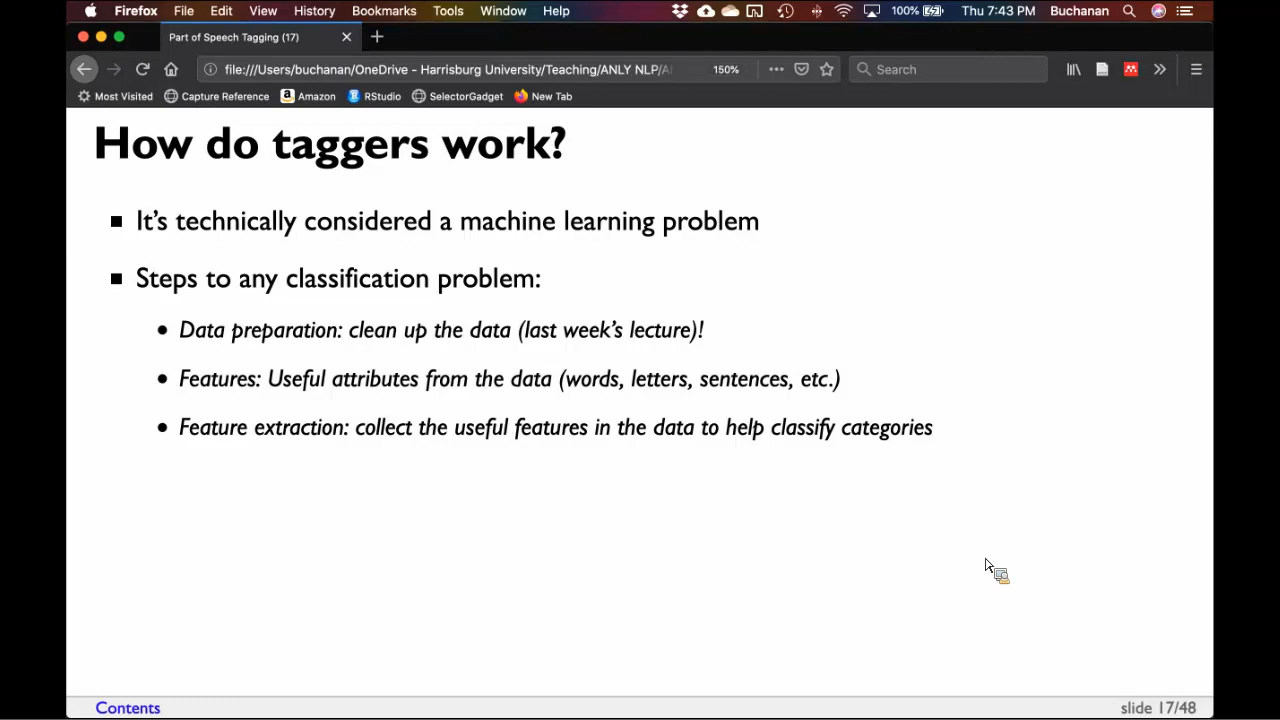 Firefox File Edit View History Bookmarks Tools Window Help 100% Thu 7:43 PM Buchanan
Part of Speech Tagging (17)
file:///Users/buchanan/OneDrive - Harrisburg University/Teaching/ANLY NLP/A 150% Search
Most Visited Capture Reference Amazon RStudio SelectorGadget New Tab
How do taggers work?
It's technically considered a machine learning problem
Steps to any classification problem:
Data preparation: clean up the data (last week's lecture)!
Features: Useful attributes from the data (words, letters, sentences, etc.)
Feature extraction: collect the useful features in the data to help classify categories
Contents slide 17/48